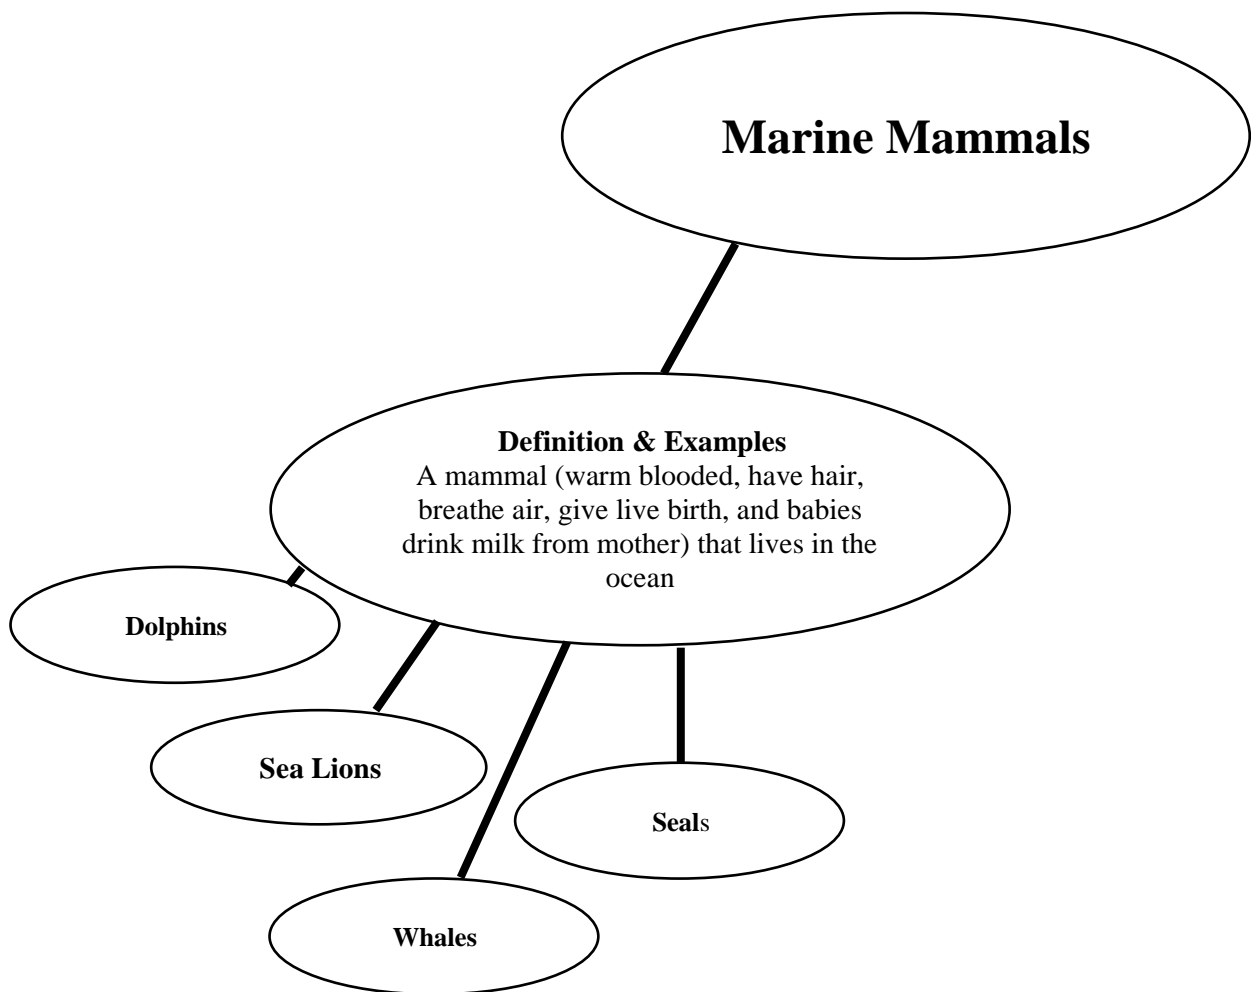 Marine Mammals
Definition & Examples
A mammal (warm blooded, have hair,
breathe air, give live birth, and babies
drink milk from mother) that lives in the
ocean
Dolphins
Sea Lions
Seals
Whales